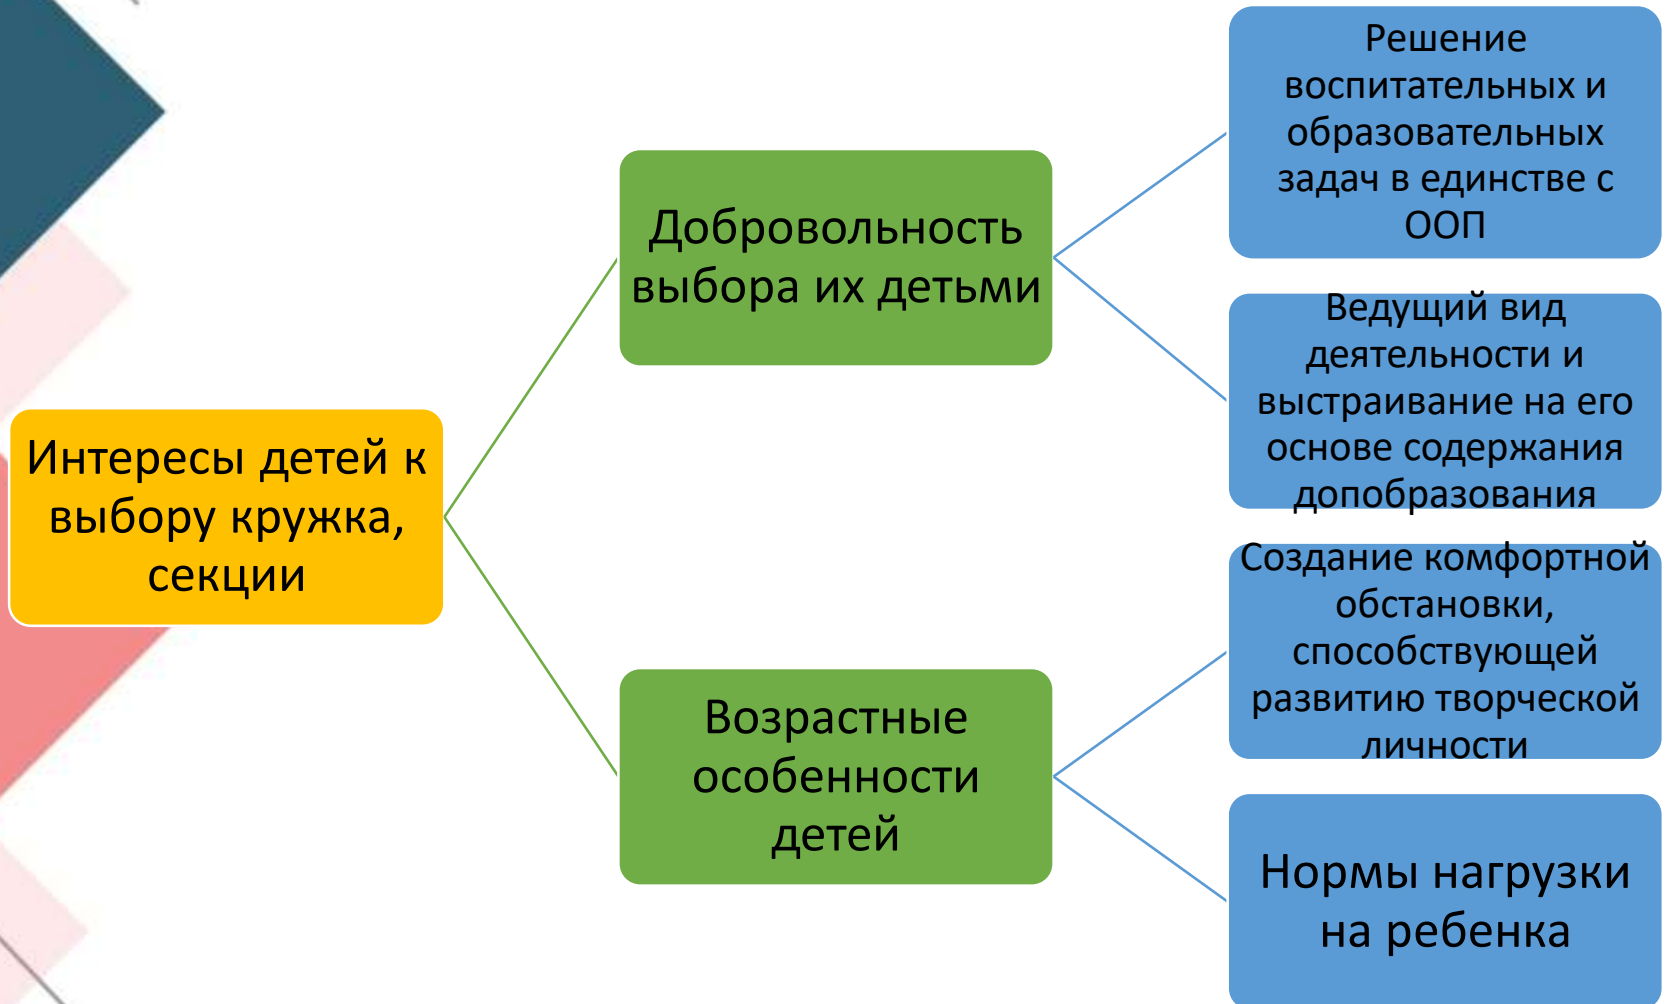 Интересы детей к
выбору кружка,
секции
Добровольность
выбора их детьми
Возрастные
особенности
детей
Решение
воспитательных и
образовательных
задач в единстве с
ООП
Ведущий вид
деятельности и
выстраивание на его
основе содержания
допобразования
Создание комфортной
обстановки,
способствующей
развитию творческой
личности
Нормы нагрузки
на ребенка